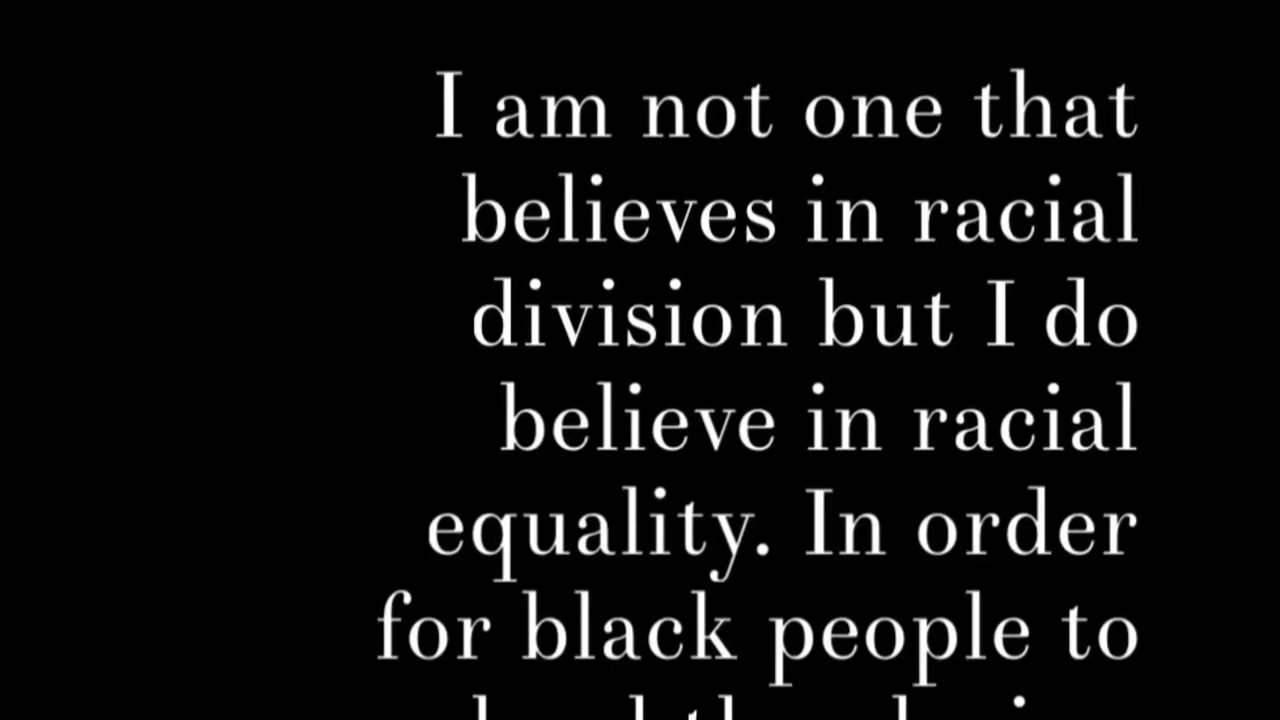 I am not one that
believes in racial
division but I do
believe in racial
equality. In order
for black people to